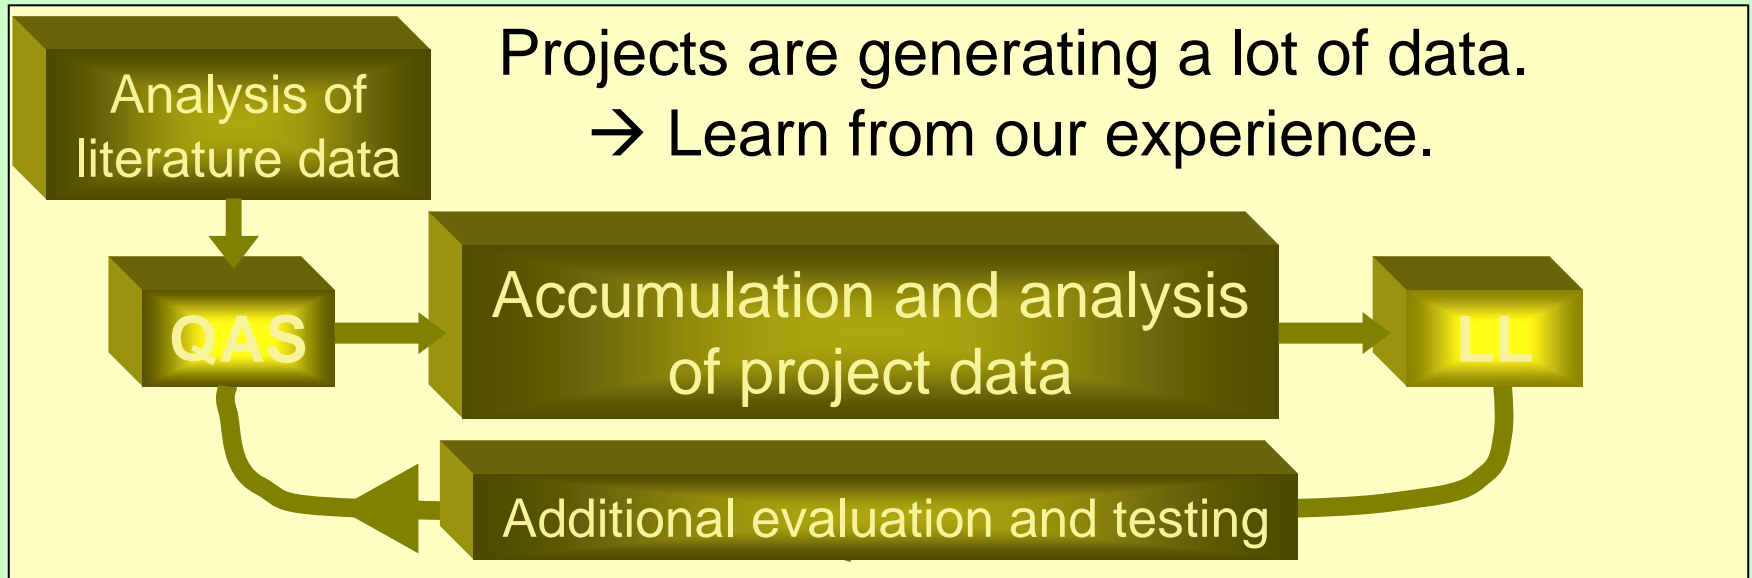 Projects are generating a lot of data.
→ Learn from our experience.
Analysis of
literature data
QAS
Accumulation and analysis
of project data
LL
Additional evaluation and testing